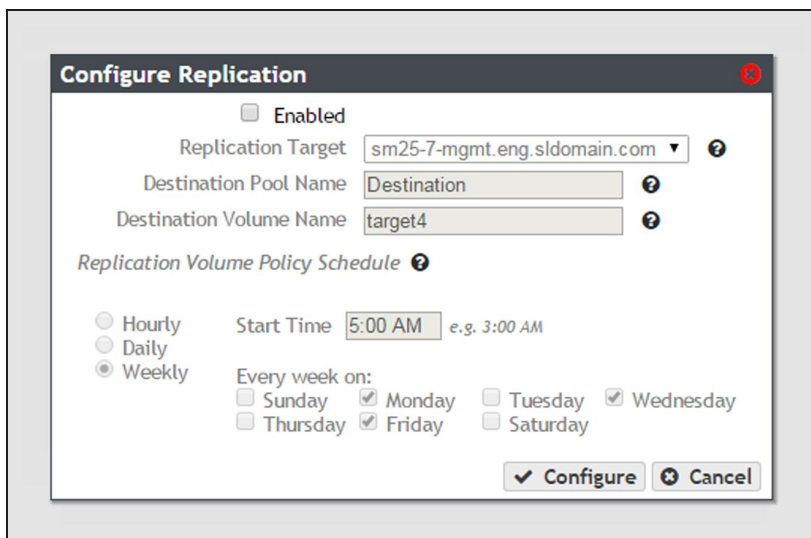 Configure Replication
Enabled
Replication Target sm25-7-mgmt.eng.sldomain.com
Destination Pool Name Destination
Destination Volume Name target4
Replication Volume Policy Schedule
Hourly Start Time 5:00 AM e.g. 3:00 AM
Daily
Weekly Every week on:
Sunday Monday Tuesday Wednesday
Thursday Friday Saturday
Configure Cancel